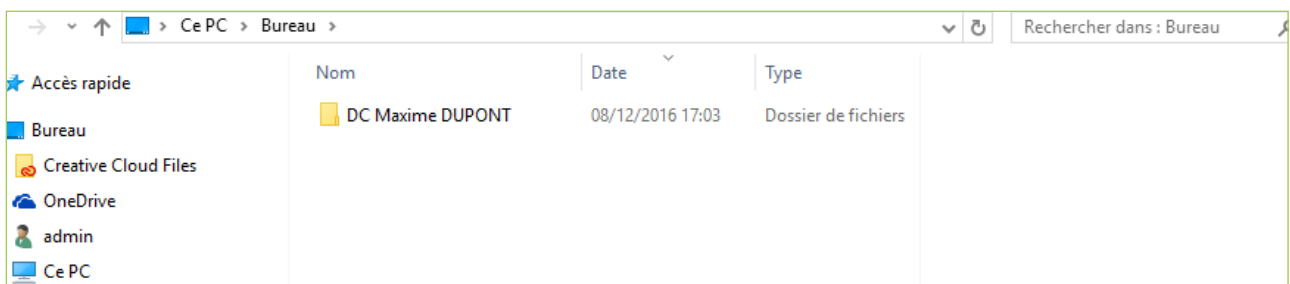 Ce PC > Bureau >
Rechercher dans : Bureau
Accès rapide
Bureau
Creative Cloud Files
OneDrive
admin
Ce PC
Nom Date Type
DC Maxime DUPONT 08/12/2016 17:03 Dossier de fichiers